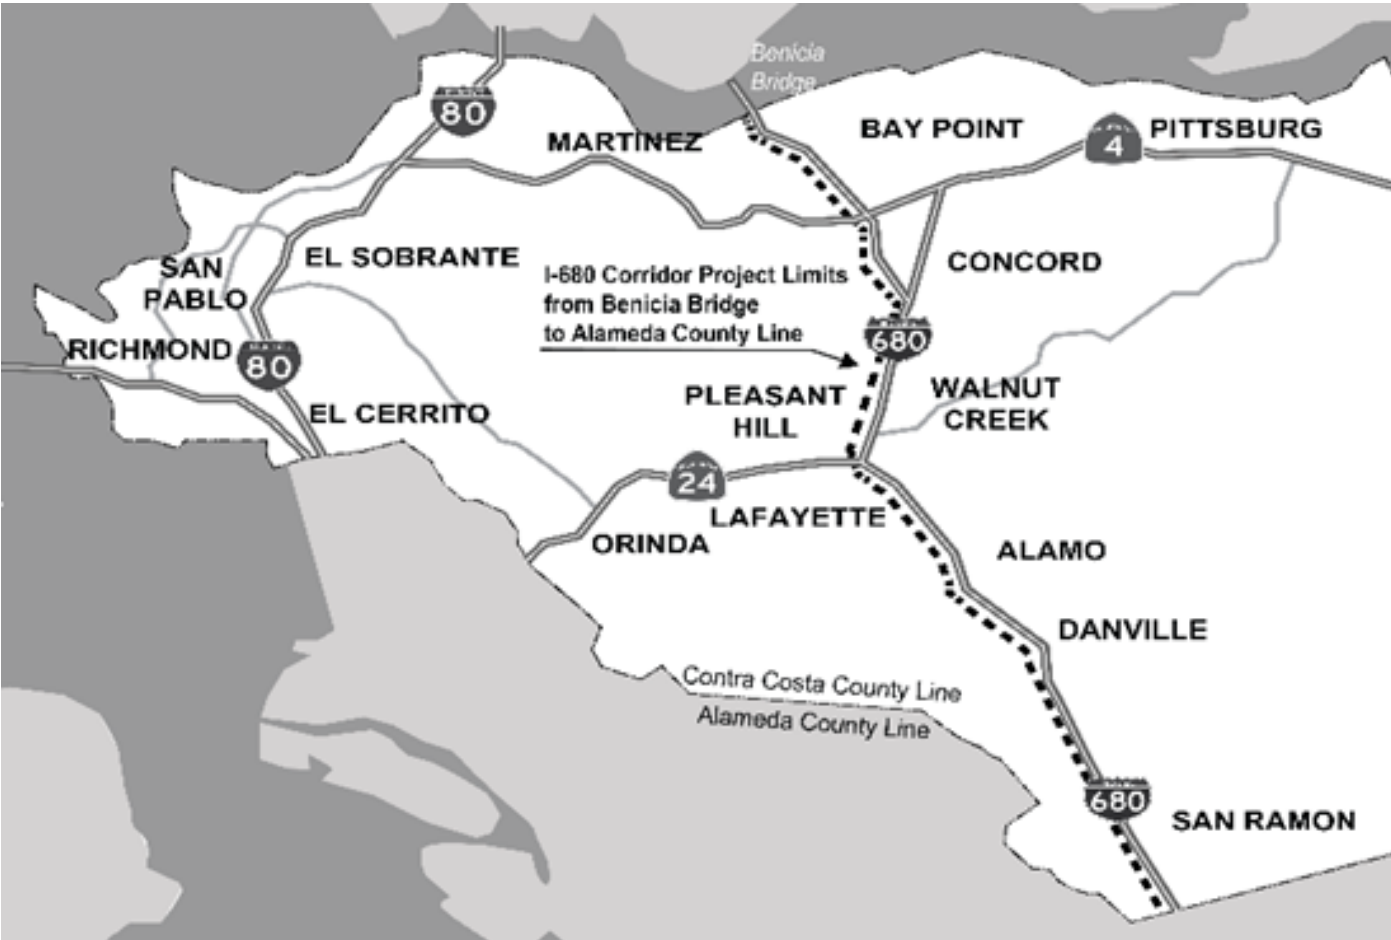 Benicia
Bridge
80
MARTINEZ
BAY POINT
4
PITTSBURG
SAN
PABLO
EL SOBRANTE
CONCORD
I-680 Corridor Project Limits
from Benicia Bridge
to Alameda County Line
RICHMOND
80
680
PLEASANT
HILL
WALNUT
CREEK
EL CERRITO
24
LAFAYETTE
ORINDA
ALAMO
DANVILLE
Contra Costa County Line
Alameda County Line
680
SAN RAMON